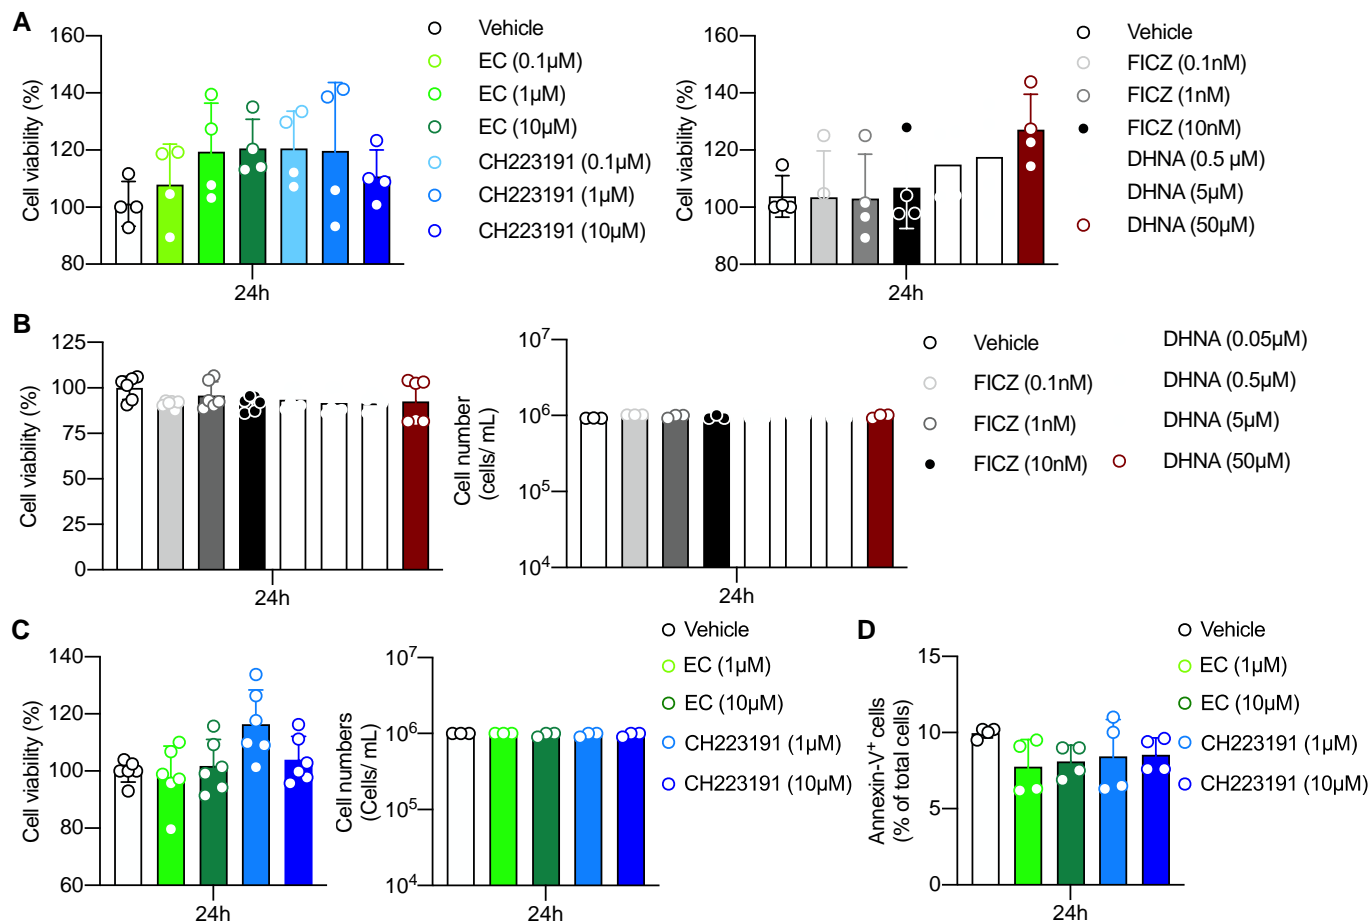 A
Cell viability (%)
160
140
120
100
80
24h
Vehicle
EC (0.1µM)
EC (1µM)
EC (10µM)
CH223191 (0.1µM)
CH223191 (1µM)
CH223191 (10µM)
Cell viability (%)
160
140
120
100
80
24h
Vehicle
FICZ (0.1nM)
FICZ (1nM)
FICZ (10nM)
DHNA (0.5 µM)
DHNA (5µM)
DHNA (50µM)
B
Cell viability (%)
125
100
75
50
25
0
24h
Cell number
(cells/ mL)
10⁷
10⁶
10⁵
10⁴
24h
Vehicle
FICZ (0.1nM)
FICZ (1nM)
FICZ (10nM)
DHNA (0.05µM)
DHNA (0.5µM)
DHNA (5µM)
DHNA (50µM)
C
Cell viability (%)
140
120
100
80
60
24h
Cell numbers
(Cells/ mL)
10⁷
10⁶
10⁵
10⁴
24h
Vehicle
EC (1µM)
EC (10µM)
CH223191 (1µM)
CH223191 (10µM)
D
Annexin-V⁺ cells
(% of total cells)
15
10
5
0
24h
Vehicle
EC (1µM)
EC (10µM)
CH223191 (1µM)
CH223191 (10µM)